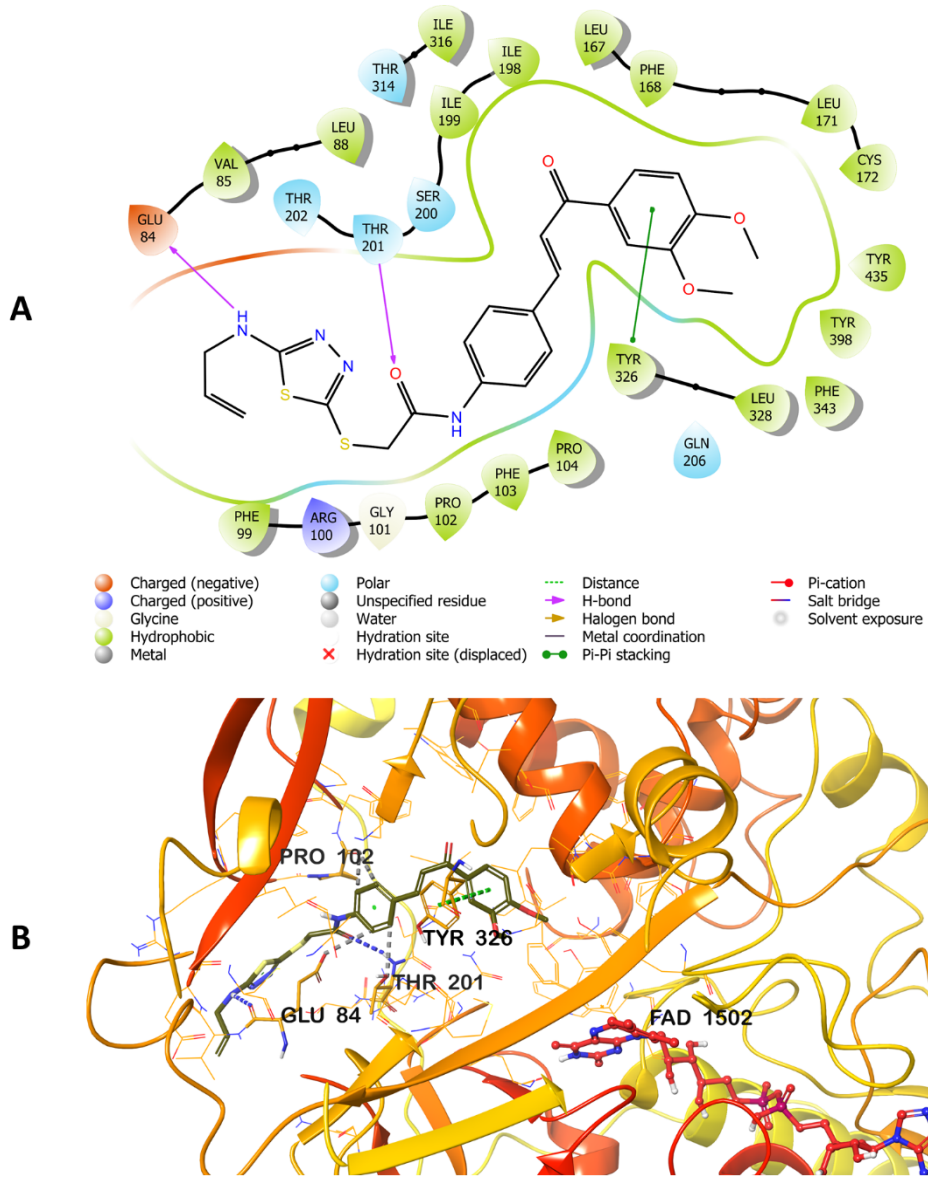 A
ILE 316
THR 314
ILE 198
ILE 199
LEU 167
PHE 168
LEU 171
CYS 172
LEU 88
VAL 85
GLU 84
THR 202
THR 201
SER 200
O
O
O
TYR 435
TYR 398
TYR 326
LEU 328
PHE 343
GLN 206
H
N
N
N
S
S
O
N
H
PRO 104
PHE 103
PRO 102
GLY 101
ARG 100
PHE 99
Charged (negative)
Charged (positive)
Glycine
Hydrophobic
Metal
Polar
Unspecified residue
Water
Hydration site
Hydration site (displaced)
Distance
H-bond
Halogen bond
Metal coordination
Pi-Pi stacking
Pi-cation
Salt bridge
Solvent exposure
B
PRO 102
TYR 326
THR 201
GLU 84
FAD 1502